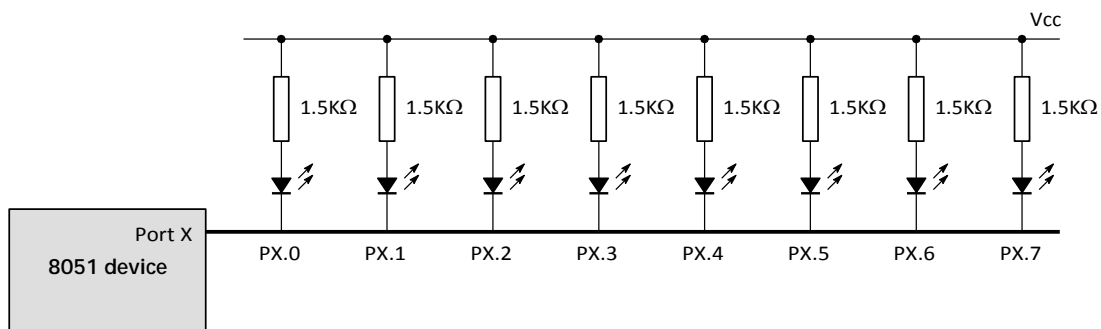 Vcc
1.5KΩ 1.5KΩ 1.5KΩ 1.5KΩ 1.5KΩ 1.5KΩ 1.5KΩ 1.5KΩ
Port X
PX.0 PX.1 PX.2 PX.3 PX.4 PX.5 PX.6 PX.7
8051 device